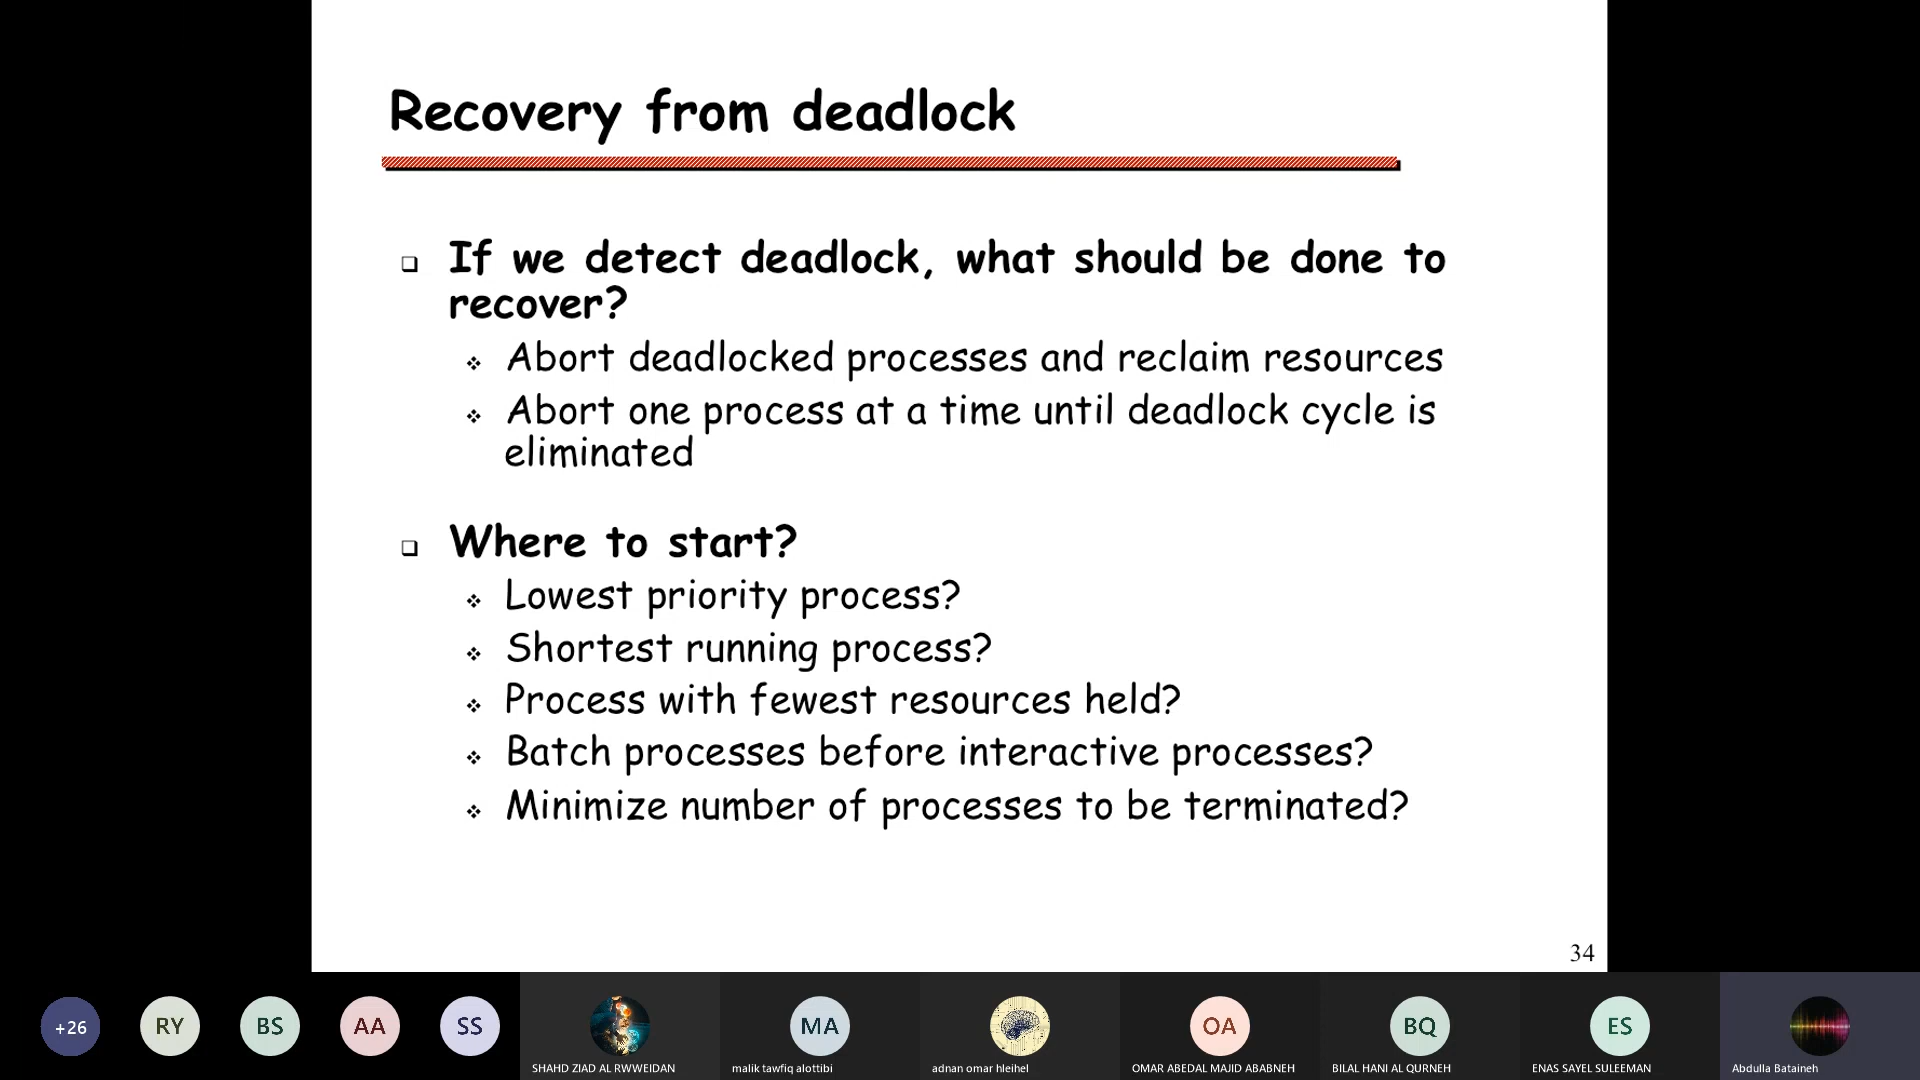 Recovery from deadlock
❑ If we detect deadlock, what should be done to
recover?
❖ Abort deadlocked processes and reclaim resources
❖ Abort one process at a time until deadlock cycle is
eliminated
❑ Where to start?
❖ Lowest priority process?
❖ Shortest running process?
❖ Process with fewest resources held?
❖ Batch processes before interactive processes?
❖ Minimize number of processes to be terminated?
34
+26 RY BS AA SS MA OA BQ ES
SHAHD ZIAD AL RWWEIDAN malik tawfiq alottibi adnan omar hleihel OMAR ABEDAL MAJID ABABNEH BILAL HANI AL QURNEH ENAS SAYEL SULEEMAN Abdulla Bataineh